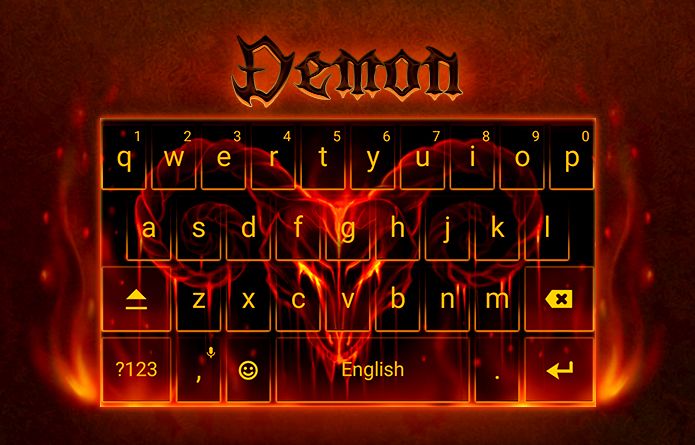 Demon
1 2 3 4 5 6 7 8 9 0
q w e r t y u i o p
a s d f g h j k l
z x c v b n m
?123 , English .